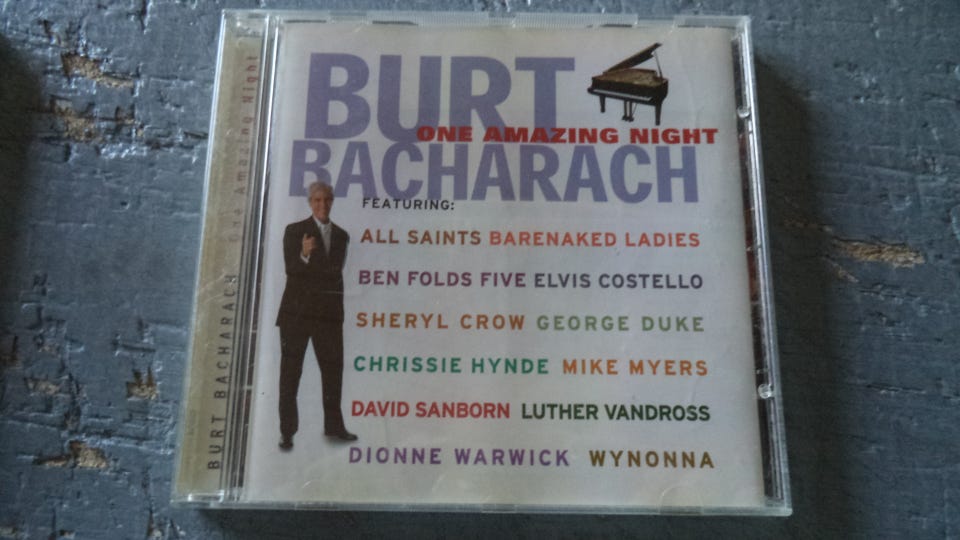 BURT
ONE AMAZING NIGHT
BACHARACH
FEATURING:
ALL SAINTS BARENAKED LADIES
BEN FOLDS FIVE ELVIS COSTELLO
SHERYL CROW GEORGE DUKE
CHRISSIE HYNDE MIKE MYERS
DAVID SANBORN LUTHER VANDROSS
DIONNE WARWICK WYNONNA
BURT BACHARACH One Amazing Night